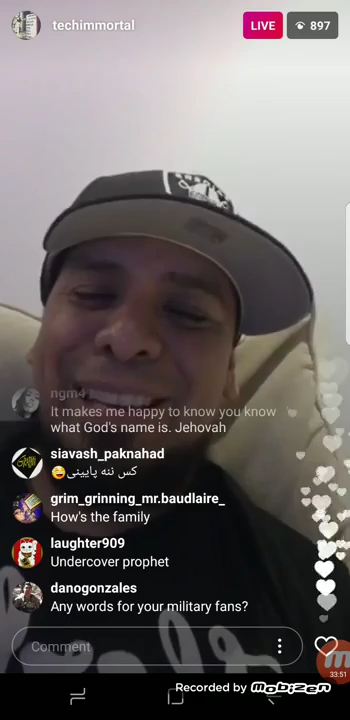 techimmortal
LIVE
897
ngm4
It makes me happy to know you know
what God's name is. Jehovah
siavash_paknahad
کس ننه پایینی😄
grim_grinning_mr.baudlaire_
How's the family
laughter909
Undercover prophet
danogonzales
Any words for your military fans?
Comment
33:51
Recorded by Mobizen